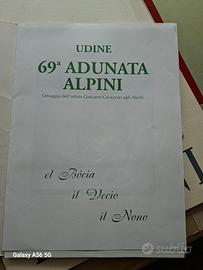 UDINE
69ª ADUNATA
ALPINI
Omaggio dell'artista Giovanni Cavazzon agli Alpini
el Bòcia
il Vecio
il Nono
Galaxy A56 5G
subito